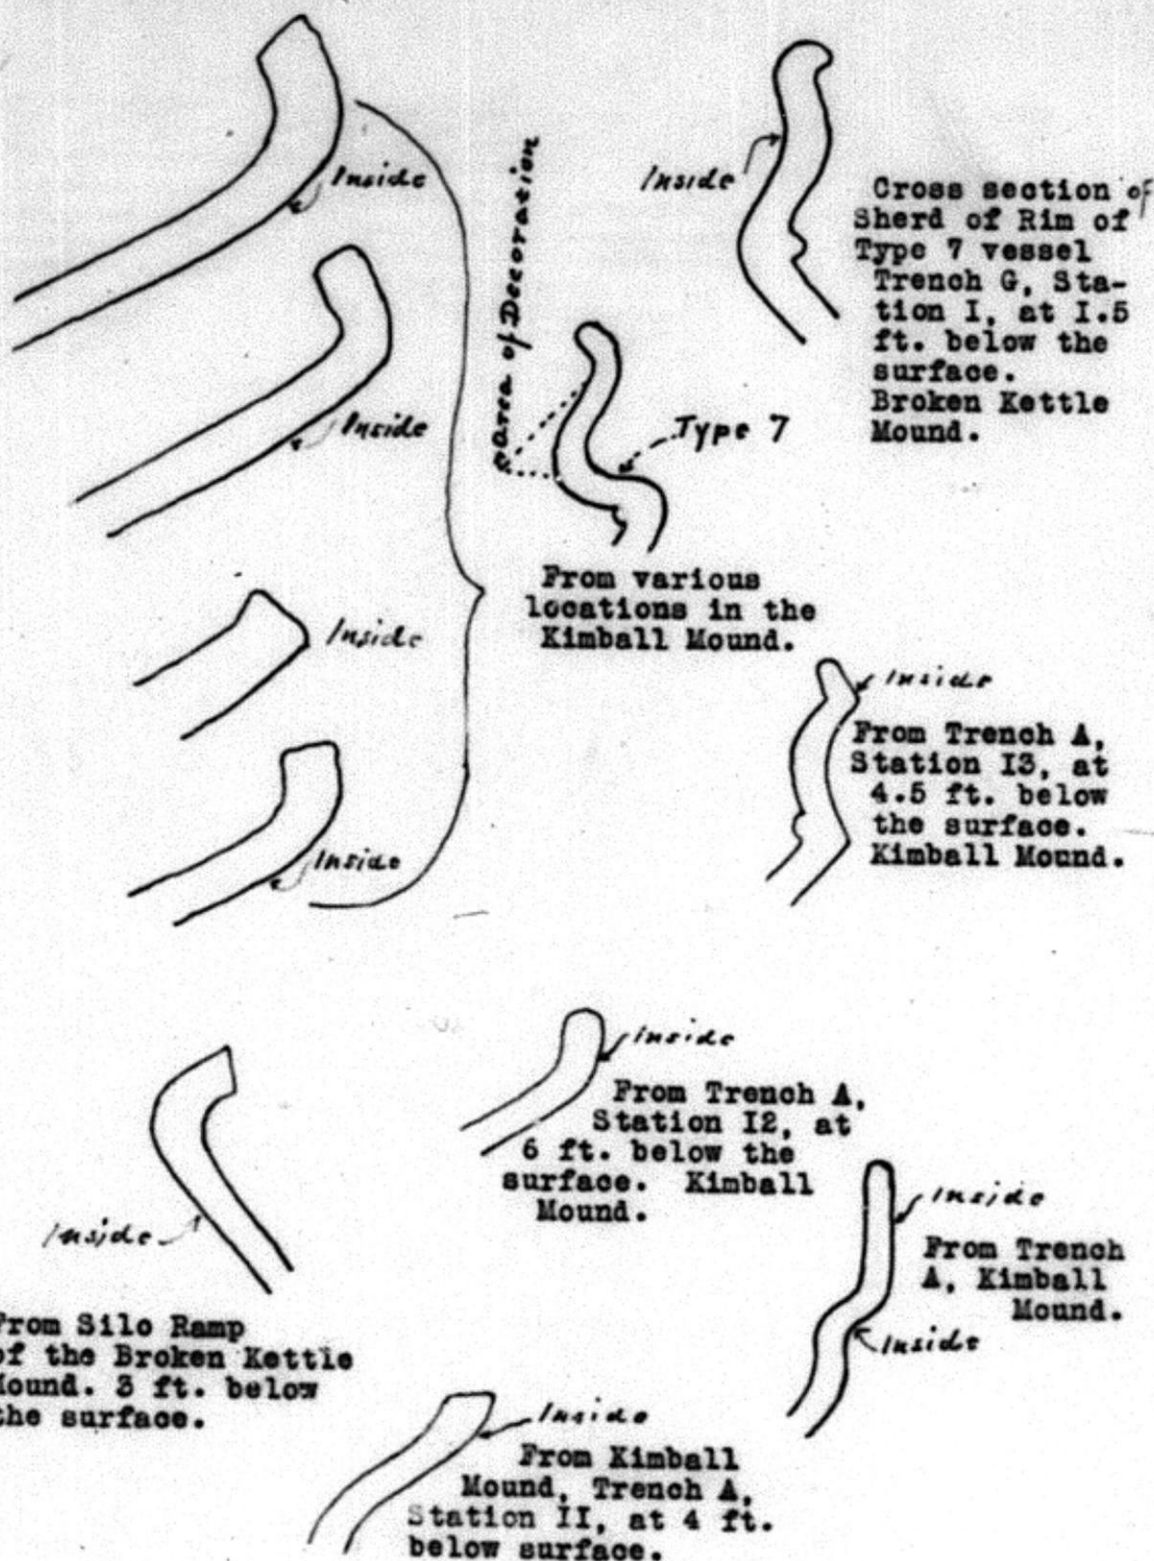 Inside
Inside
Inside
Inside
area of Decoration
Type 7
From various
locations in the
Kimball Mound.
Inside
Cross section of
Sherd of Rim of
Type 7 vessel
Trench G, Sta-
tion I, at I.5
ft. below the
surface.
Broken Kettle
Mound.
Inside
From Trench A,
Station I3, at
4.5 ft. below
the surface.
Kimball Mound.
Inside
From Trench A,
Station I2, at
6 ft. below the
surface. Kimball
Mound.
Inside
From Silo Ramp
of the Broken Kettle
Mound. 3 ft. below
the surface.
Inside
From Trench
A, Kimball
Mound.
Inside
Inside
From Kimball
Mound, Trench A,
Station II, at 4 ft.
below surface.